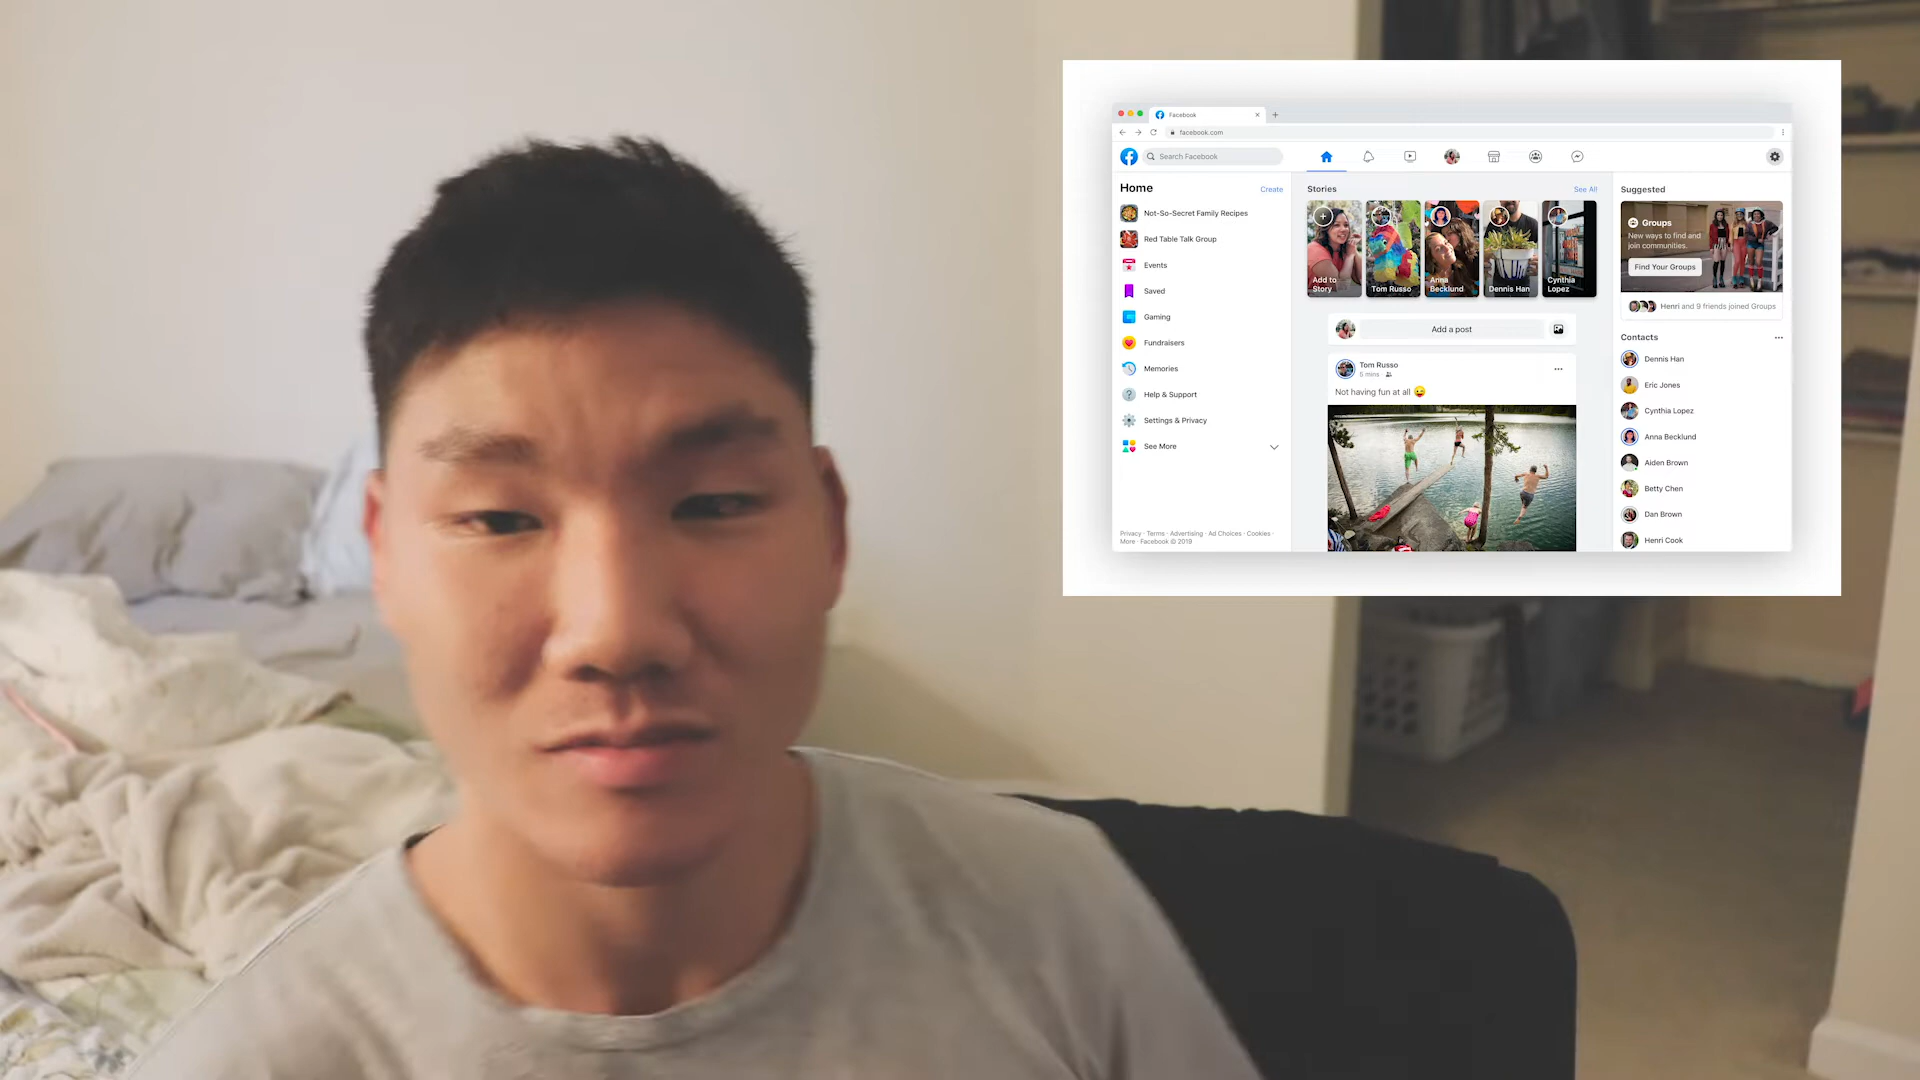 Facebook
facebook.com
Search Facebook
Home
Create
Not-So-Secret Family Recipes
Red Table Talk Group
Events
Saved
Gaming
Fundraisers
Memories
Help & Support
Settings & Privacy
See More
Privacy · Terms · Advertising · Ad Choices · Cookies ·
More · Facebook © 2019
Stories
See All
Add to
Story
Tom Russo
Anna
Becklund
Dennis Han
Cynthia
Lopez
Add a post
Tom Russo
5 mins ·
Not having fun at all 😜
Suggested
Groups
New ways to find and
join communities.
Find Your Groups
Henri and 9 friends joined Groups
Contacts
Dennis Han
Eric Jones
Cynthia Lopez
Anna Becklund
Aiden Brown
Betty Chen
Dan Brown
Henri Cook